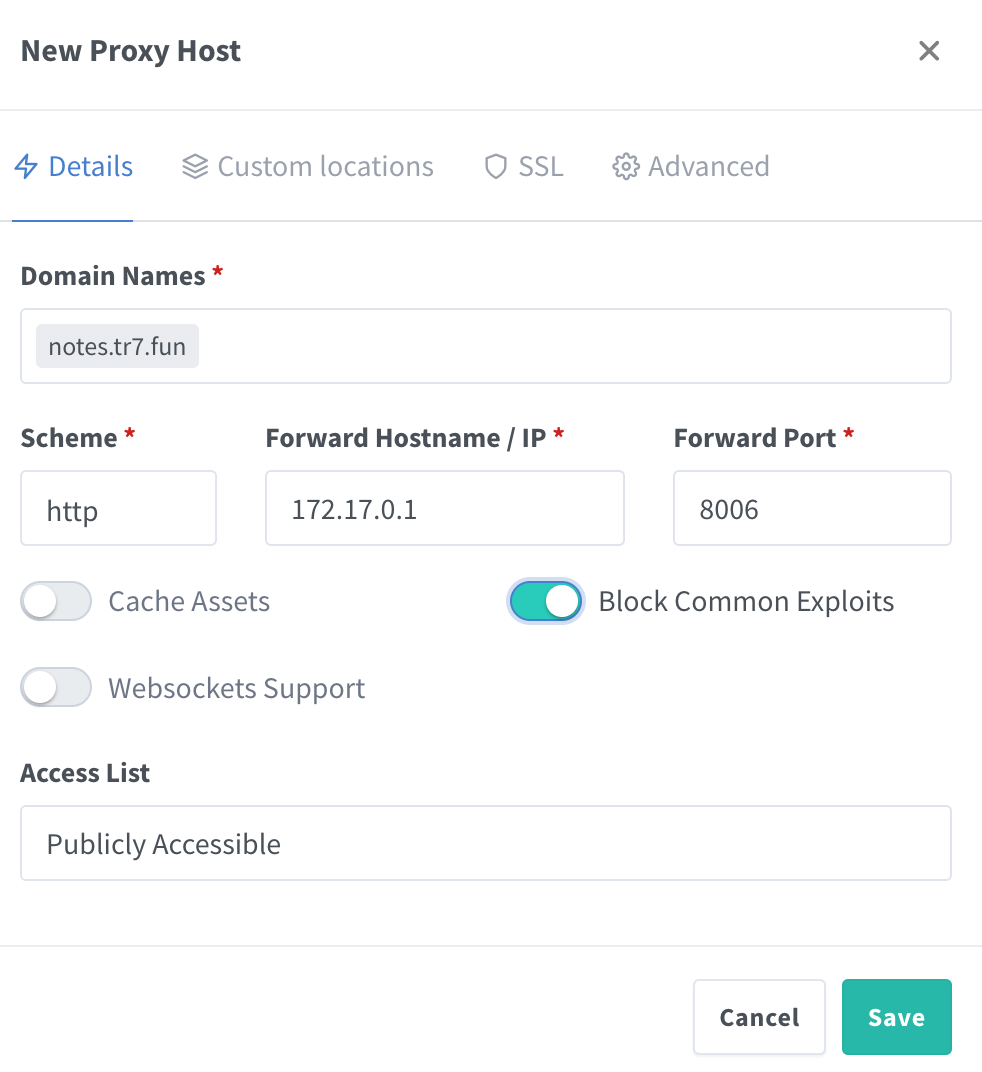 New Proxy Host
Details Custom locations SSL Advanced
Domain Names *
notes.tr7.fun
Scheme * Forward Hostname / IP * Forward Port *
http 172.17.0.1 8006
Cache Assets Block Common Exploits
Websockets Support
Access List
Publicly Accessible
Cancel Save